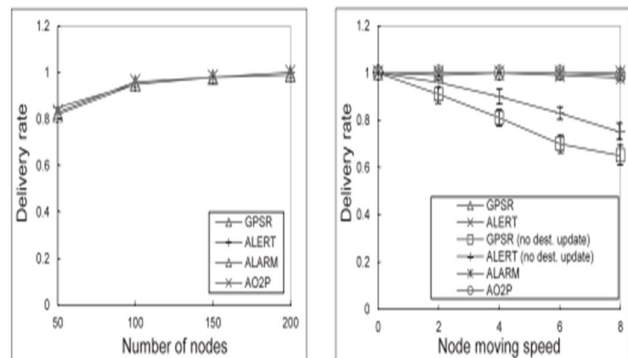 1.2
1
0.8
0.6
0.4
0.2
0
Delivery rate
50
100
150
200
Number of nodes
GPSR
ALERT
ALARM
AO2P
1.2
1
0.8
0.6
0.4
0.2
0
Delivery rate
0
2
4
6
8
Node moving speed
GPSR
ALERT
GPSR (no dest. update)
ALERT (no dest. update)
ALARM
AO2P